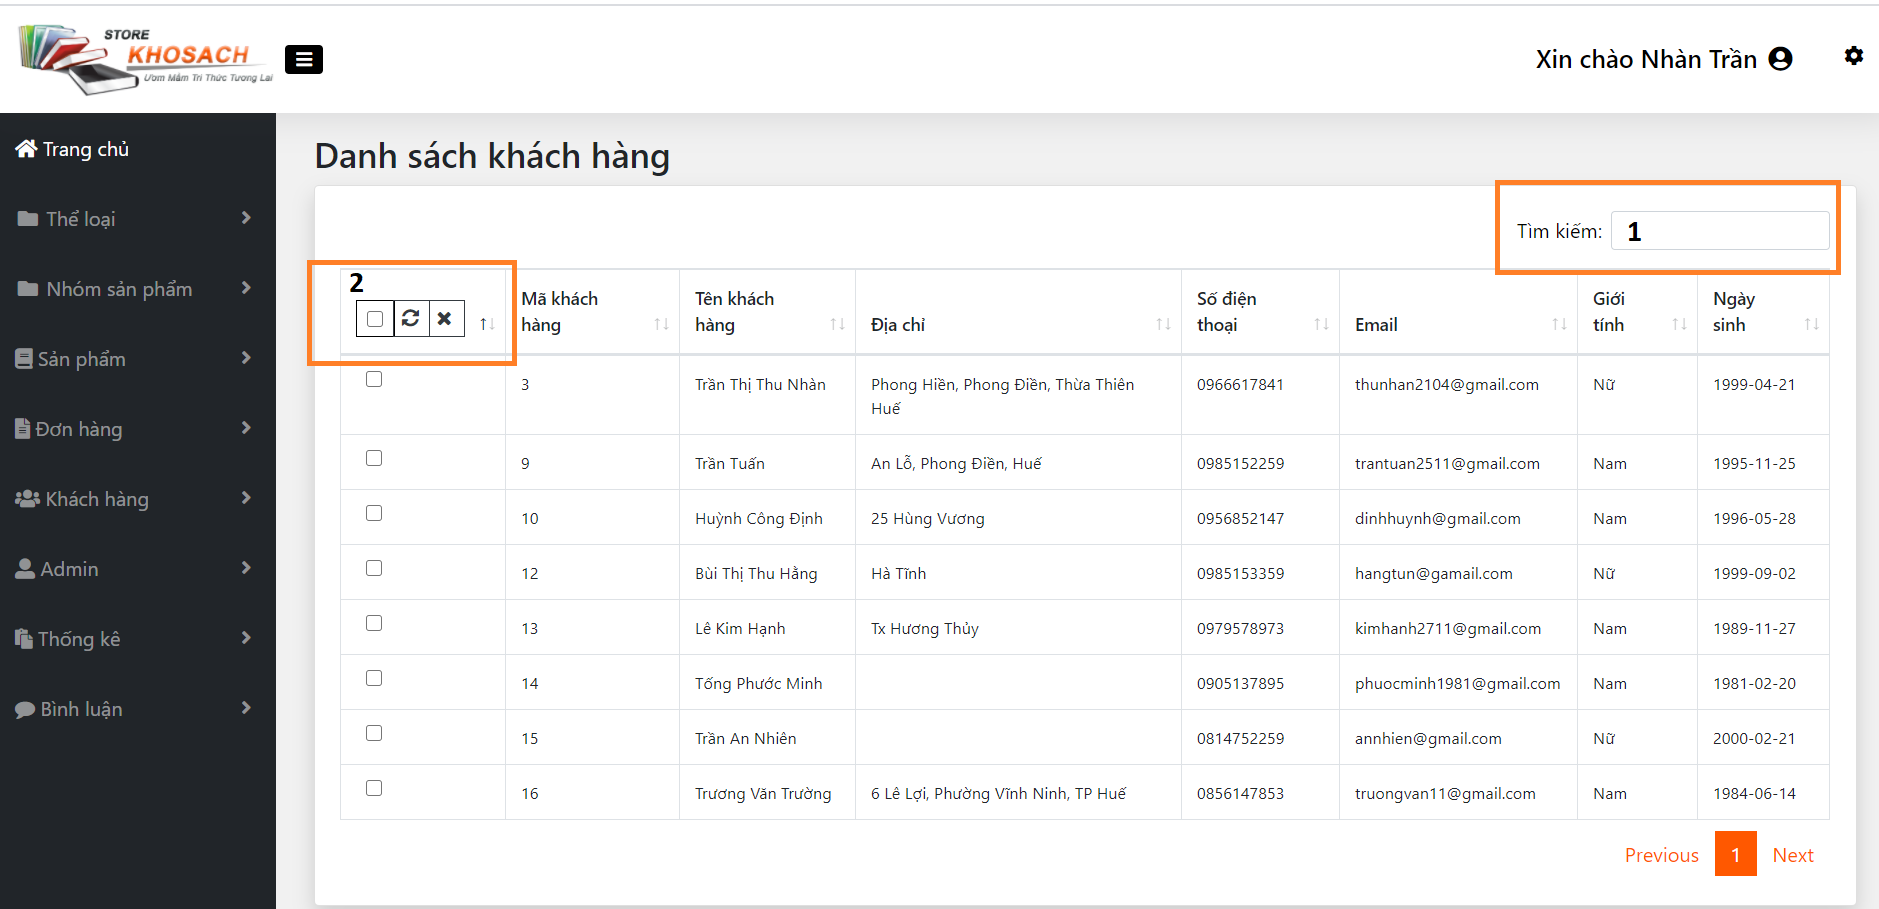 STORE
KHOSACH
Ươm Mầm Tri Thức Tương Lai
Xin chào Nhàn Trần
Trang chủ
Thể loại
Nhóm sản phẩm
Sản phẩm
Đơn hàng
Khách hàng
Admin
Thống kê
Bình luận
Danh sách khách hàng
Tìm kiếm: 1
2
Mã khách hàng Tên khách hàng Địa chỉ Số điện thoại Email Giới tính Ngày sinh
3 Trần Thị Thu Nhàn Phong Hiền, Phong Điền, Thừa Thiên Huế 0966617841 thunhan2104@gmail.com Nữ 1999-04-21
9 Trần Tuấn An Lỗ, Phong Điền, Huế 0985152259 trantuan2511@gmail.com Nam 1995-11-25
10 Huỳnh Công Định 25 Hùng Vương 0956852147 dinhhuynh@gmail.com Nam 1996-05-28
12 Bùi Thị Thu Hằng Hà Tĩnh 0985153359 hangtun@gamail.com Nữ 1999-09-02
13 Lê Kim Hạnh Tx Hương Thủy 0979578973 kimhanh2711@gmail.com Nam 1989-11-27
14 Tống Phước Minh 0905137895 phuocminh1981@gmail.com Nam 1981-02-20
15 Trần An Nhiên 0814752259 annhien@gmail.com Nữ 2000-02-21
16 Trương Văn Trường 6 Lê Lợi, Phường Vĩnh Ninh, TP Huế 0856147853 truongvan11@gmail.com Nam 1984-06-14
Previous 1 Next